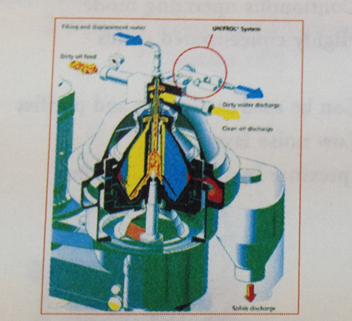 Filling and displacement water
UNITROL® System
Dirty oil feed
Dirty water discharge
Clean oil discharge
Solids discharge